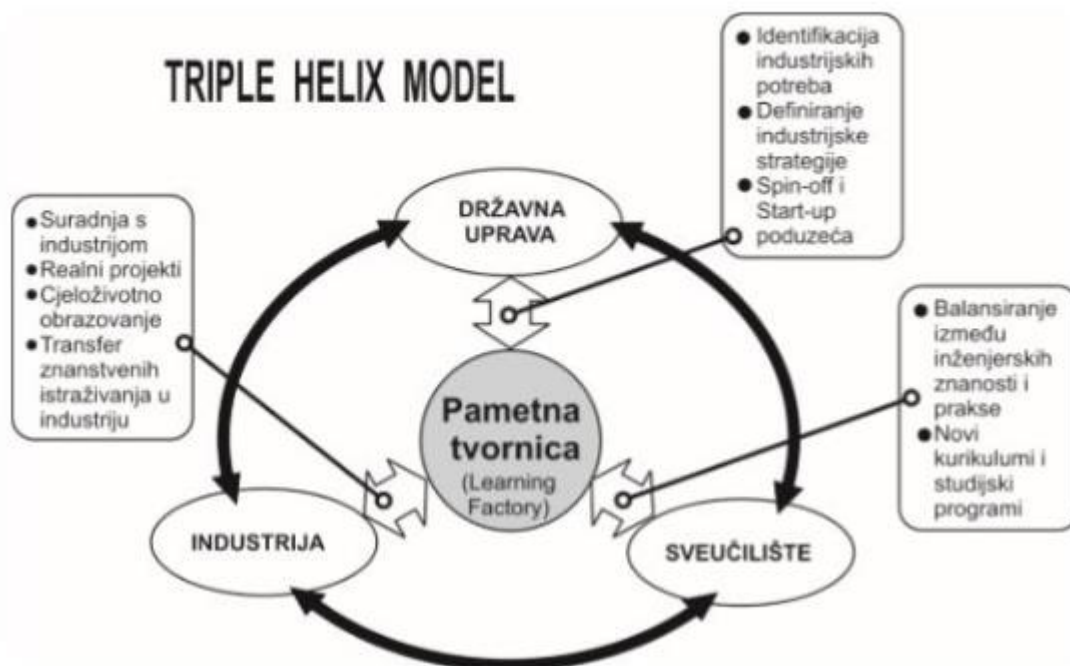 TRIPLE HELIX MODEL
● Identifikacija
industrijskih
potreba
● Definiranje
industrijske
strategije
● Spin-off i
Start-up
poduzeća
DRŽAVNA
UPRAVA
● Suradnja s
industrijom
● Realni projekti
● Cjeloživotno
obrazovanje
● Transfer
znanstvenih
istraživanja u
industriju
● Balansiranje
između
inženjerskih
znanosti i
prakse
● Novi
kurikulumi i
studijski
programi
Pametna
tvornica
(Learning
Factory)
INDUSTRIJA
SVEUČILIŠTE